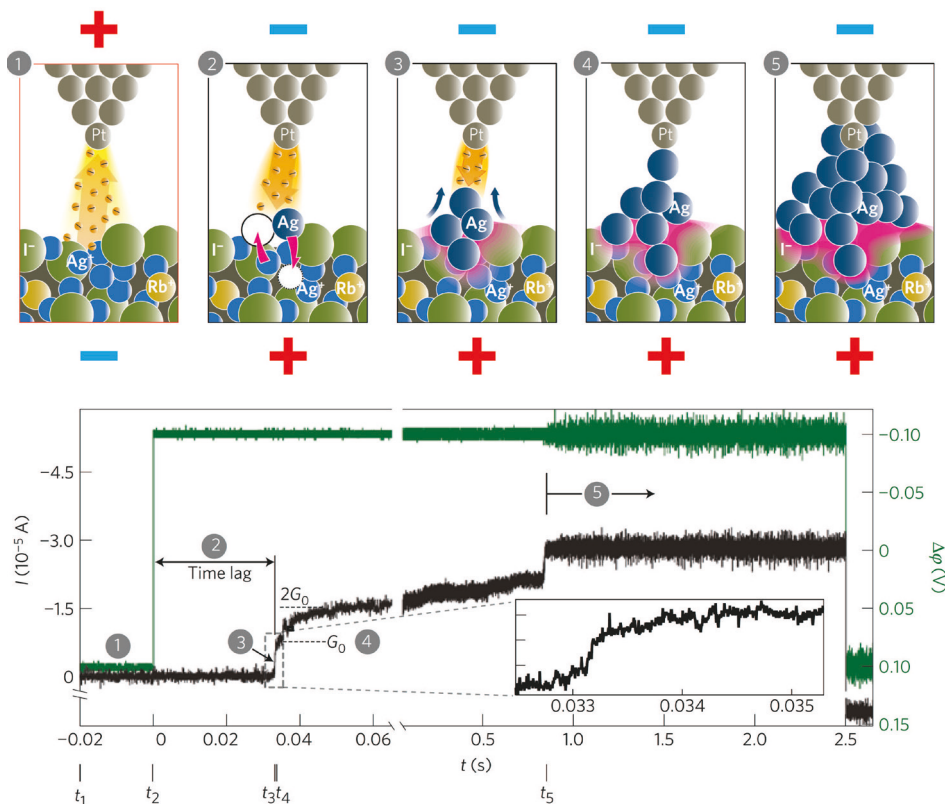 + − − − −
1 2 3 4 5
Pt Pt Pt Pt Pt
Ag Ag Ag Ag
I⁻ I⁻ I⁻ I⁻
Ag⁺ Ag⁺ Rb⁺ Ag⁺ Rb⁺ Ag⁺ Rb⁺ Ag⁺ Rb⁺
Rb⁺
− + + + +
I (10⁻⁵ A)
−4.5
−3.0
−1.5
0
1
2
Time lag
3
2G₀
G₀
4
5
0.033 0.034 0.035
−0.10
−0.05
0
0.05
0.10
0.15
Δφ (V)
−0.02 0 0.02 0.04 0.06 0.5 1.0 1.5 2.0 2.5
t (s)
t₁ t₂ t₃ t₄ t₅